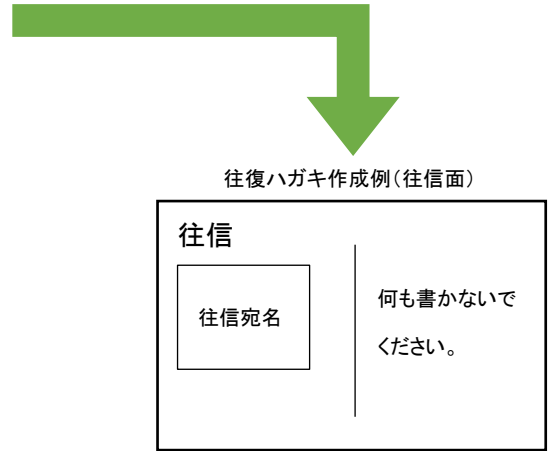 往復ハガキ作成例(往信面)
往信
往信宛名
何も書かないで
ください。